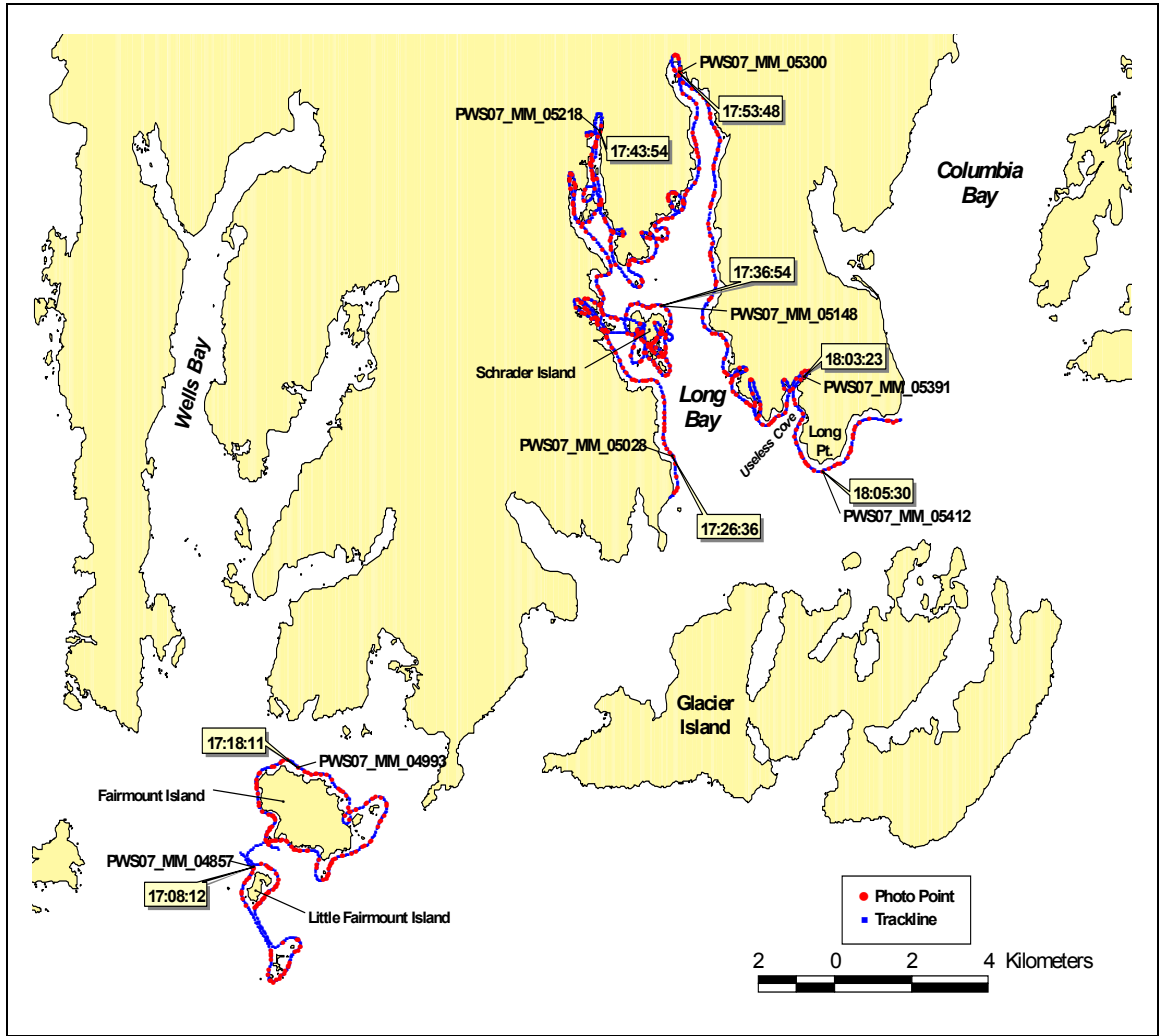 PWS07_MM_05300
17:53:48
PWS07_MM_05218
17:43:54
Columbia
Bay
17:36:54
PWS07_MM_05148
Schrader Island
Wells Bay
18:03:23
PWS07_MM_05391
Long
Bay
Useless Cove
Long
Pt.
PWS07_MM_05028
17:26:36
18:05:30
PWS07_MM_05412
Glacier
Island
17:18:11
PWS07_MM_04993
Fairmount Island
PWS07_MM_04857
17:08:12
Little Fairmount Island
Photo Point
Trackline
2 0 2 4 Kilometers